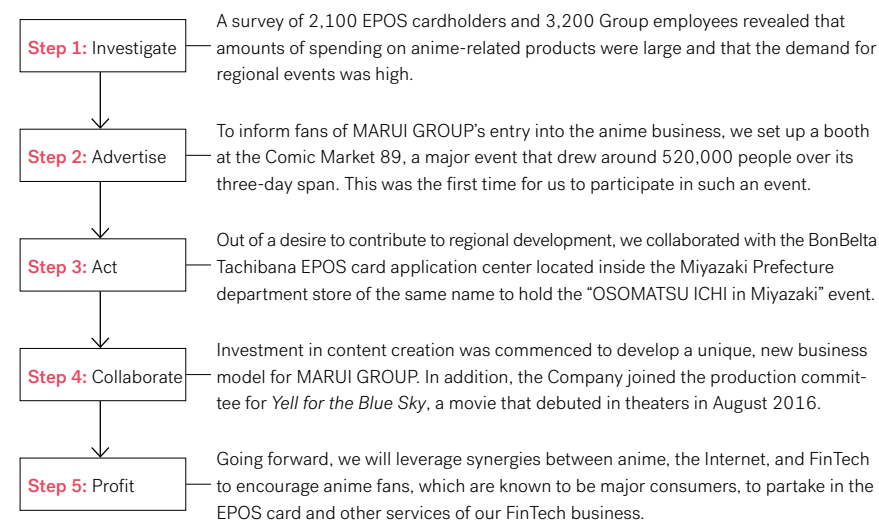 A survey of 2,100 EPOS cardholders and 3,200 Group employees revealed that
Step 1: Investigate
amounts of spending on anime-related products were large and that the demand for
regional events was high.
To inform fans of MARUI GROUP’s entry into the anime business, we set up a booth
Step 2: Advertise
at the Comic Market 89, a major event that drew around 520,000 people over its
three-day span. This was the first time for us to participate in such an event.
Out of a desire to contribute to regional development, we collaborated with the BonBelta
Step 3: Act
Tachibana EPOS card application center located inside the Miyazaki Prefecture
department store of the same name to hold the “OSOMATSU ICHI in Miyazaki” event.
Investment in content creation was commenced to develop a unique, new business
Step 4: Collaborate
model for MARUI GROUP. In addition, the Company joined the production commit-
tee for Yell for the Blue Sky, a movie that debuted in theaters in August 2016.
Going forward, we will leverage synergies between anime, the Internet, and FinTech
Step 5: Profit
to encourage anime fans, which are known to be major consumers, to partake in the
EPOS card and other services of our FinTech business.